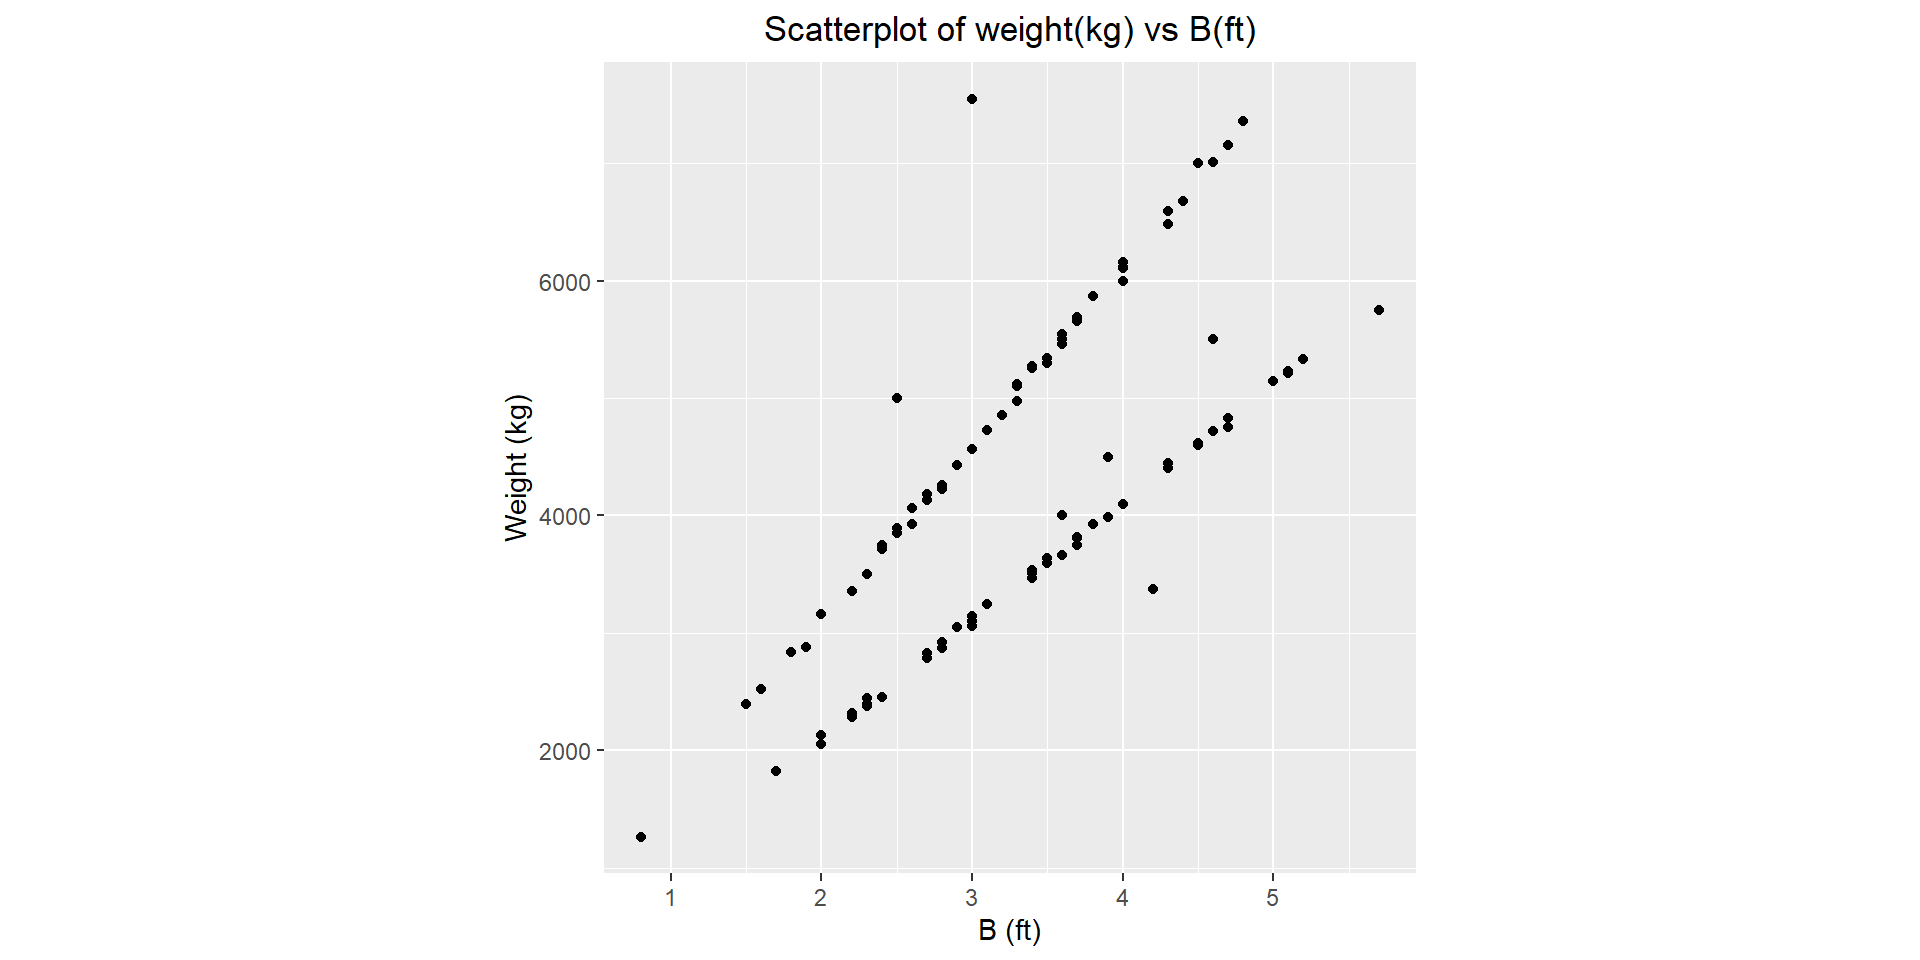 Scatterplot of weight(kg) vs B(ft)
Weight (kg)
6000
4000
2000
1 2 3 4 5
B (ft)